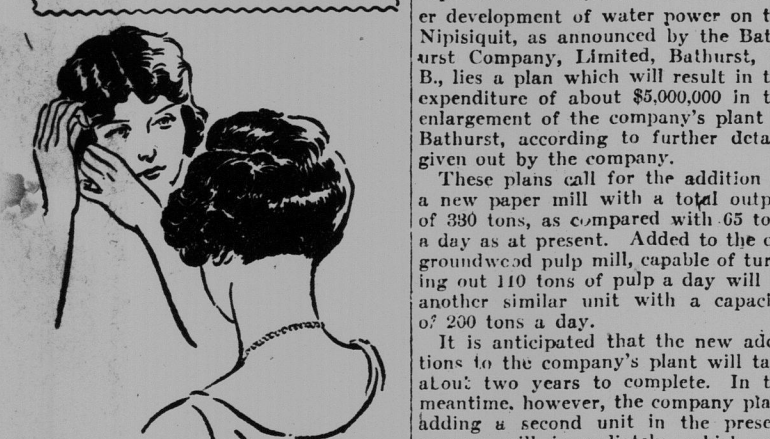 er development of water power on t
Nipisiquit, as announced by the Bat
urst Company, Limited, Bathurst,
B., lies a plan which will result in t
expenditure of about $5,000,000 in t
enlargement of the company's plant
Bathurst, according to further deta
given out by the company.
These plans call for the addition
a new paper mill with a total outp
of 330 tons, as compared with 65 to
a day as at present. Added to the c
groundwood pulp mill, capable of tur
ing out 110 tons of pulp a day will
another similar unit with a capaci
of 200 tons a day.
It is anticipated that the new add
tions to the company's plant will ta
about two years to complete. In t
meantime, however, the company pla
adding a second unit in the prese